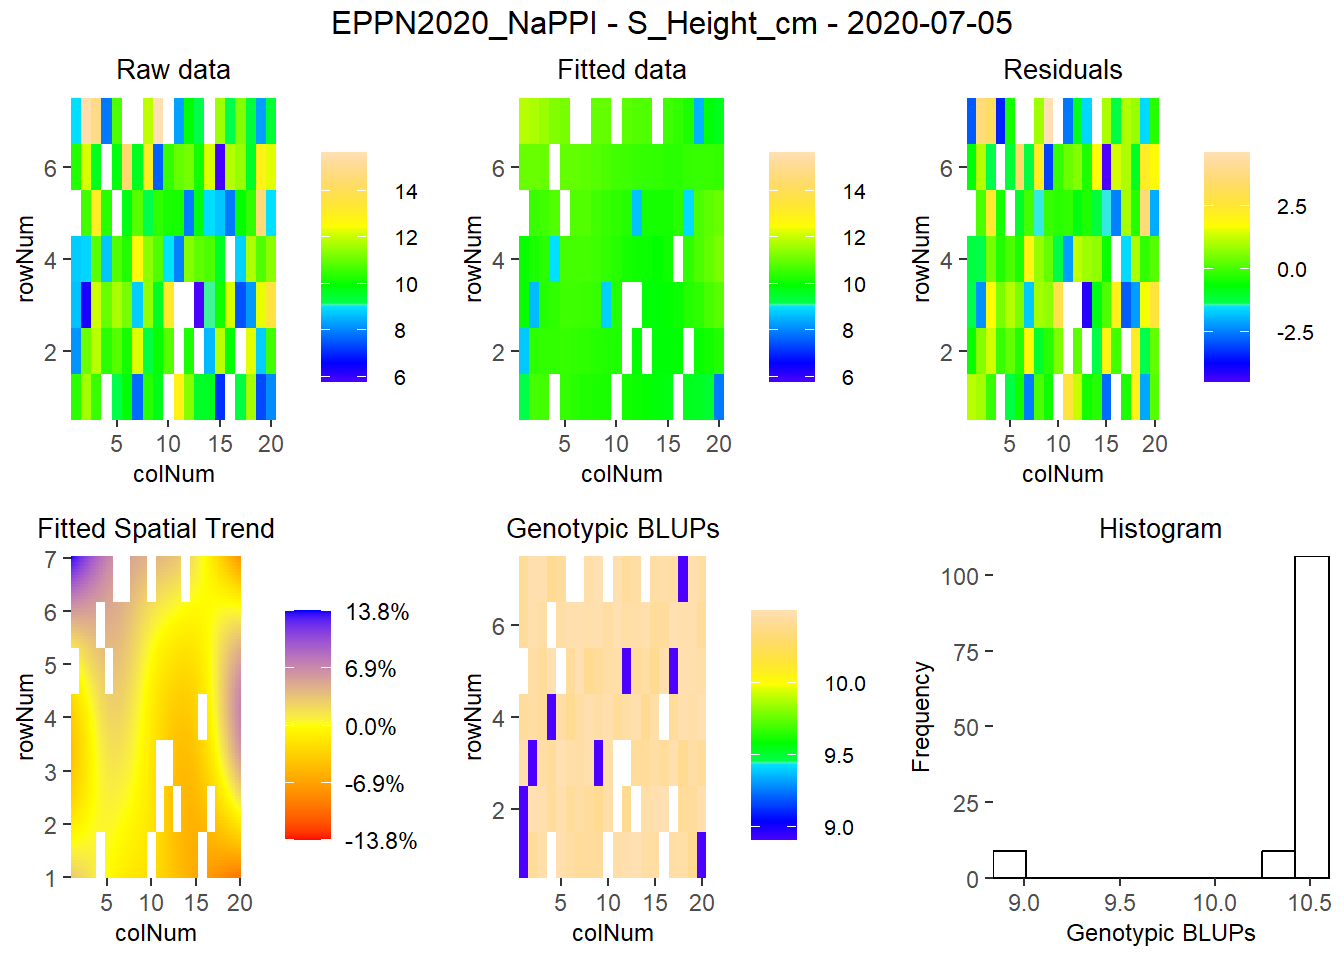 EPPN2020_NaPPI - S_Height_cm - 2020-07-05
Raw data
Fitted data
Residuals
rowNum
6
4
2
5 10 15 20
colNum
14
12
10
8
6
rowNum
6
4
2
5 10 15 20
colNum
14
12
10
8
6
rowNum
6
4
2
5 10 15 20
colNum
2.5
0.0
-2.5
Fitted Spatial Trend
Genotypic BLUPs
Histogram
rowNum
7
6
5
4
3
2
1
5 10 15 20
colNum
13.8%
6.9%
0.0%
-6.9%
-13.8%
rowNum
6
4
2
5 10 15 20
colNum
10.0
9.5
9.0
Frequency
100
75
50
25
0
9.0 9.5 10.0 10.5
Genotypic BLUPs